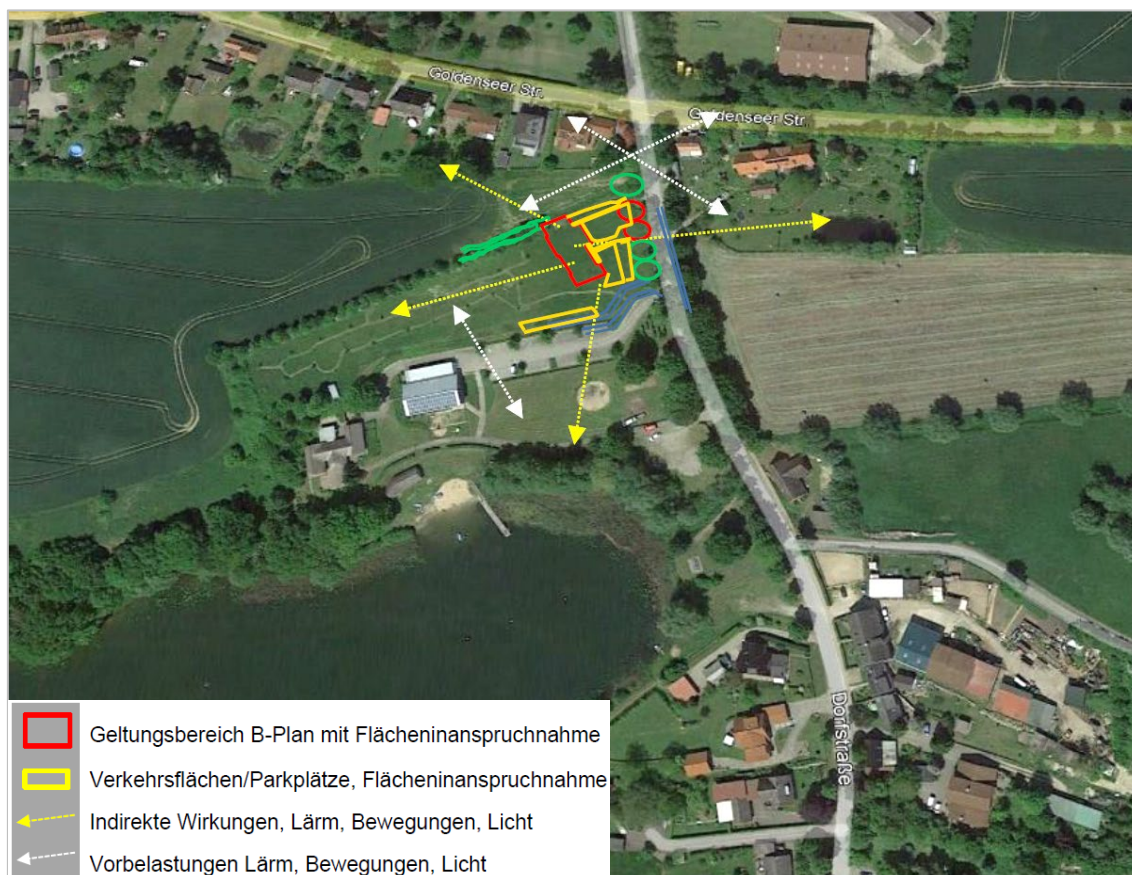 Goldenseer Str.
Goldenseer Str.
Dorfstraße
Geltungsbereich B-Plan mit Flächeninanspruchnahme
Verkehrsflächen/Parkplätze, Flächeninanspruchnahme
Indirekte Wirkungen, Lärm, Bewegungen, Licht
Vorbelastungen Lärm, Bewegungen, Licht